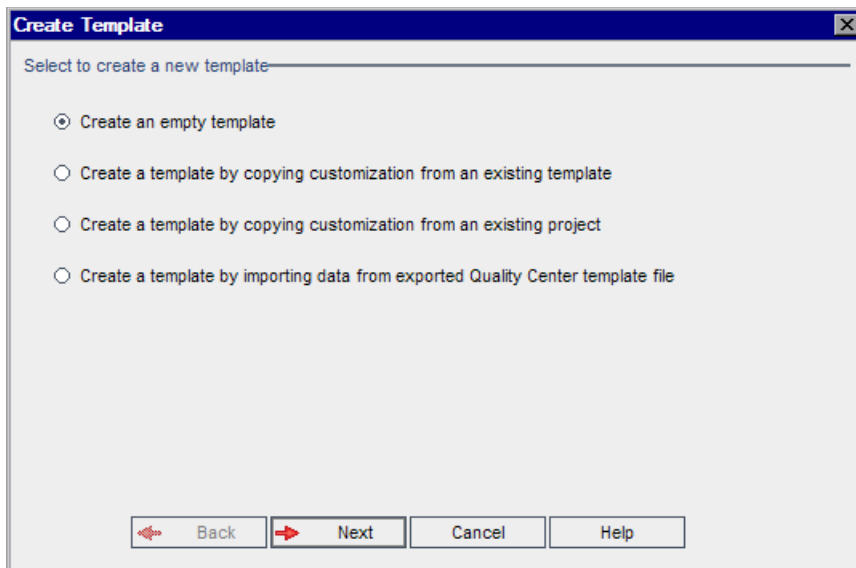 Create Template
Select to create a new template
Create an empty template
Create a template by copying customization from an existing template
Create a template by copying customization from an existing project
Create a template by importing data from exported Quality Center template file
Back Next Cancel Help